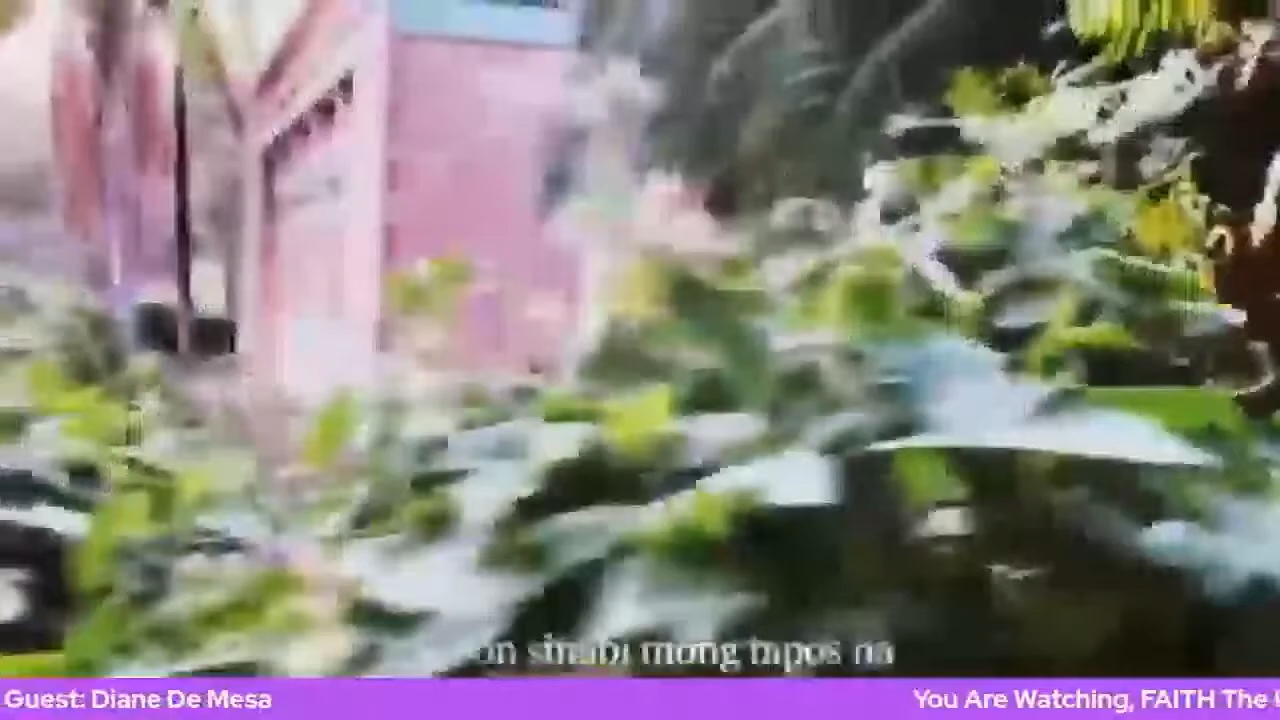 on sinabi mong tapos na
Guest: Diane De Mesa
You Are Watching, FAITH The